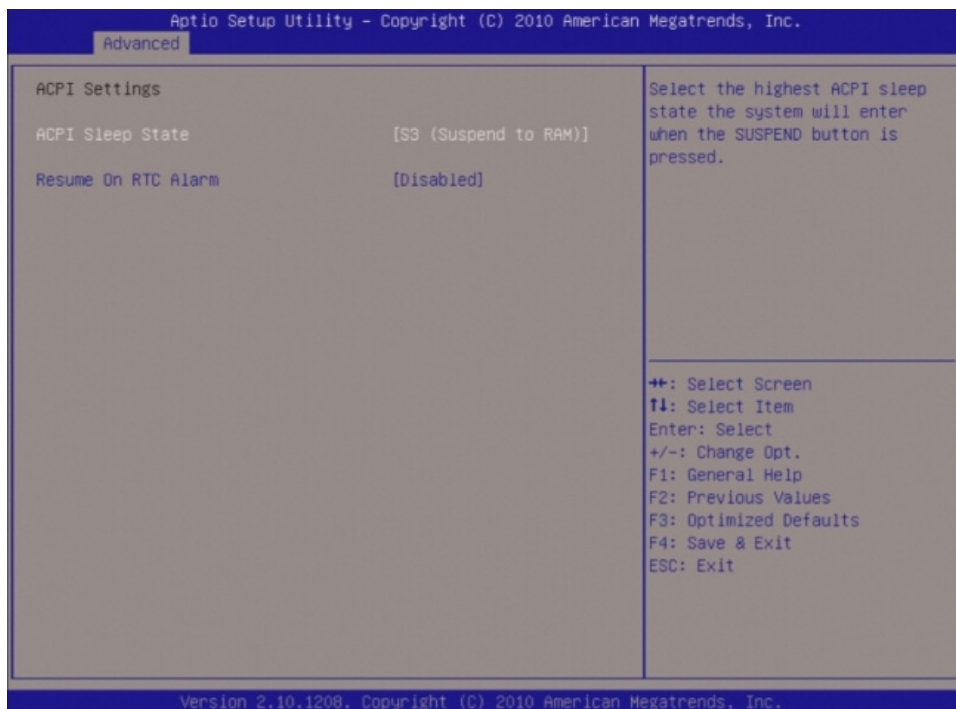 Aptio Setup Utility – Copyright (C) 2010 American Megatrends, Inc.
Advanced
ACPI Settings
ACPI Sleep State [S3 (Suspend to RAM)]
Resume On RTC Alarm [Disabled]
Select the highest ACPI sleep
state the system will enter
when the SUSPEND button is
pressed.
→←: Select Screen
↑↓: Select Item
Enter: Select
+/-: Change Opt.
F1: General Help
F2: Previous Values
F3: Optimized Defaults
F4: Save & Exit
ESC: Exit
Version 2.10.1208. Copyright (C) 2010 American Megatrends, Inc.